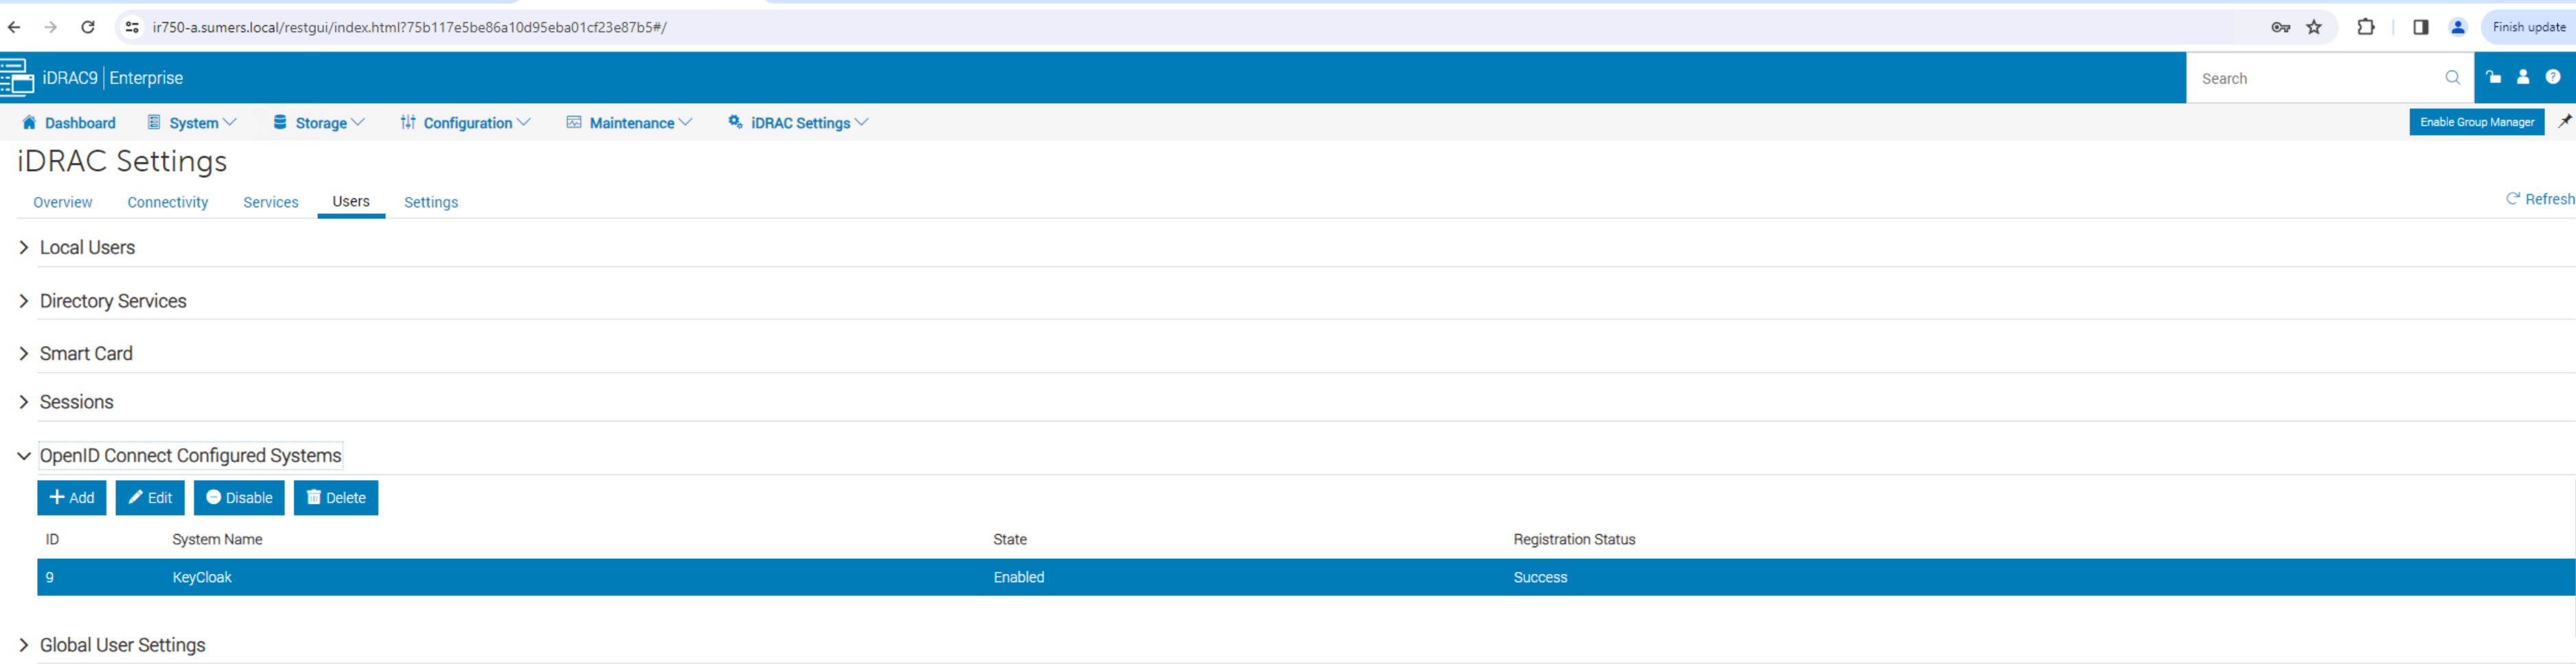 ir750-a.sumers.local/restgui/index.html?75b117e5be86a10d95eba01cf23e87b5#/
Finish update
iDRAC9 | Enterprise
Search
Dashboard System Storage Configuration Maintenance iDRAC Settings
Enable Group Manager
iDRAC Settings
Overview Connectivity Services Users Settings
Refresh
Local Users
Directory Services
Smart Card
Sessions
OpenID Connect Configured Systems
+ Add Edit Disable Delete
ID System Name State Registration Status
9 KeyCloak Enabled Success
Global User Settings